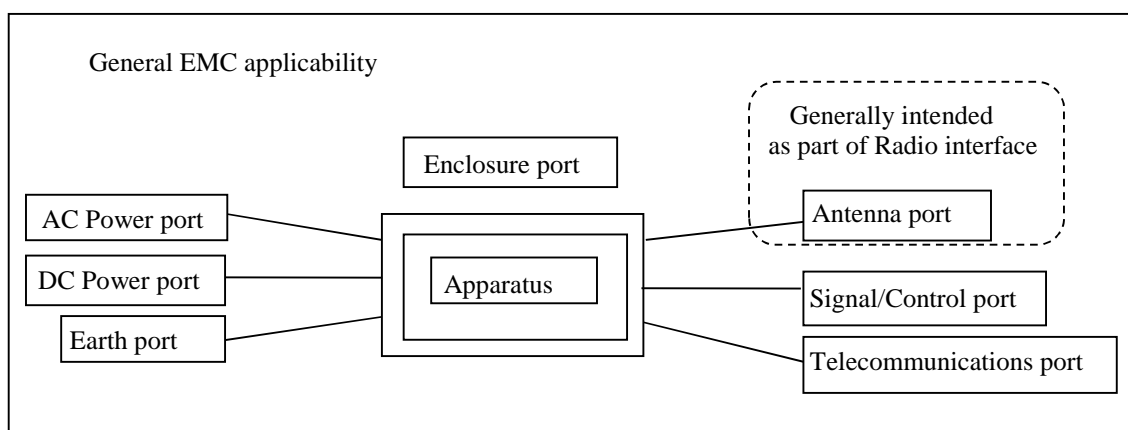 General EMC applicability
Generally intended
as part of Radio interface
Enclosure port
AC Power port
Antenna port
DC Power port
Apparatus
Signal/Control port
Earth port
Telecommunications port